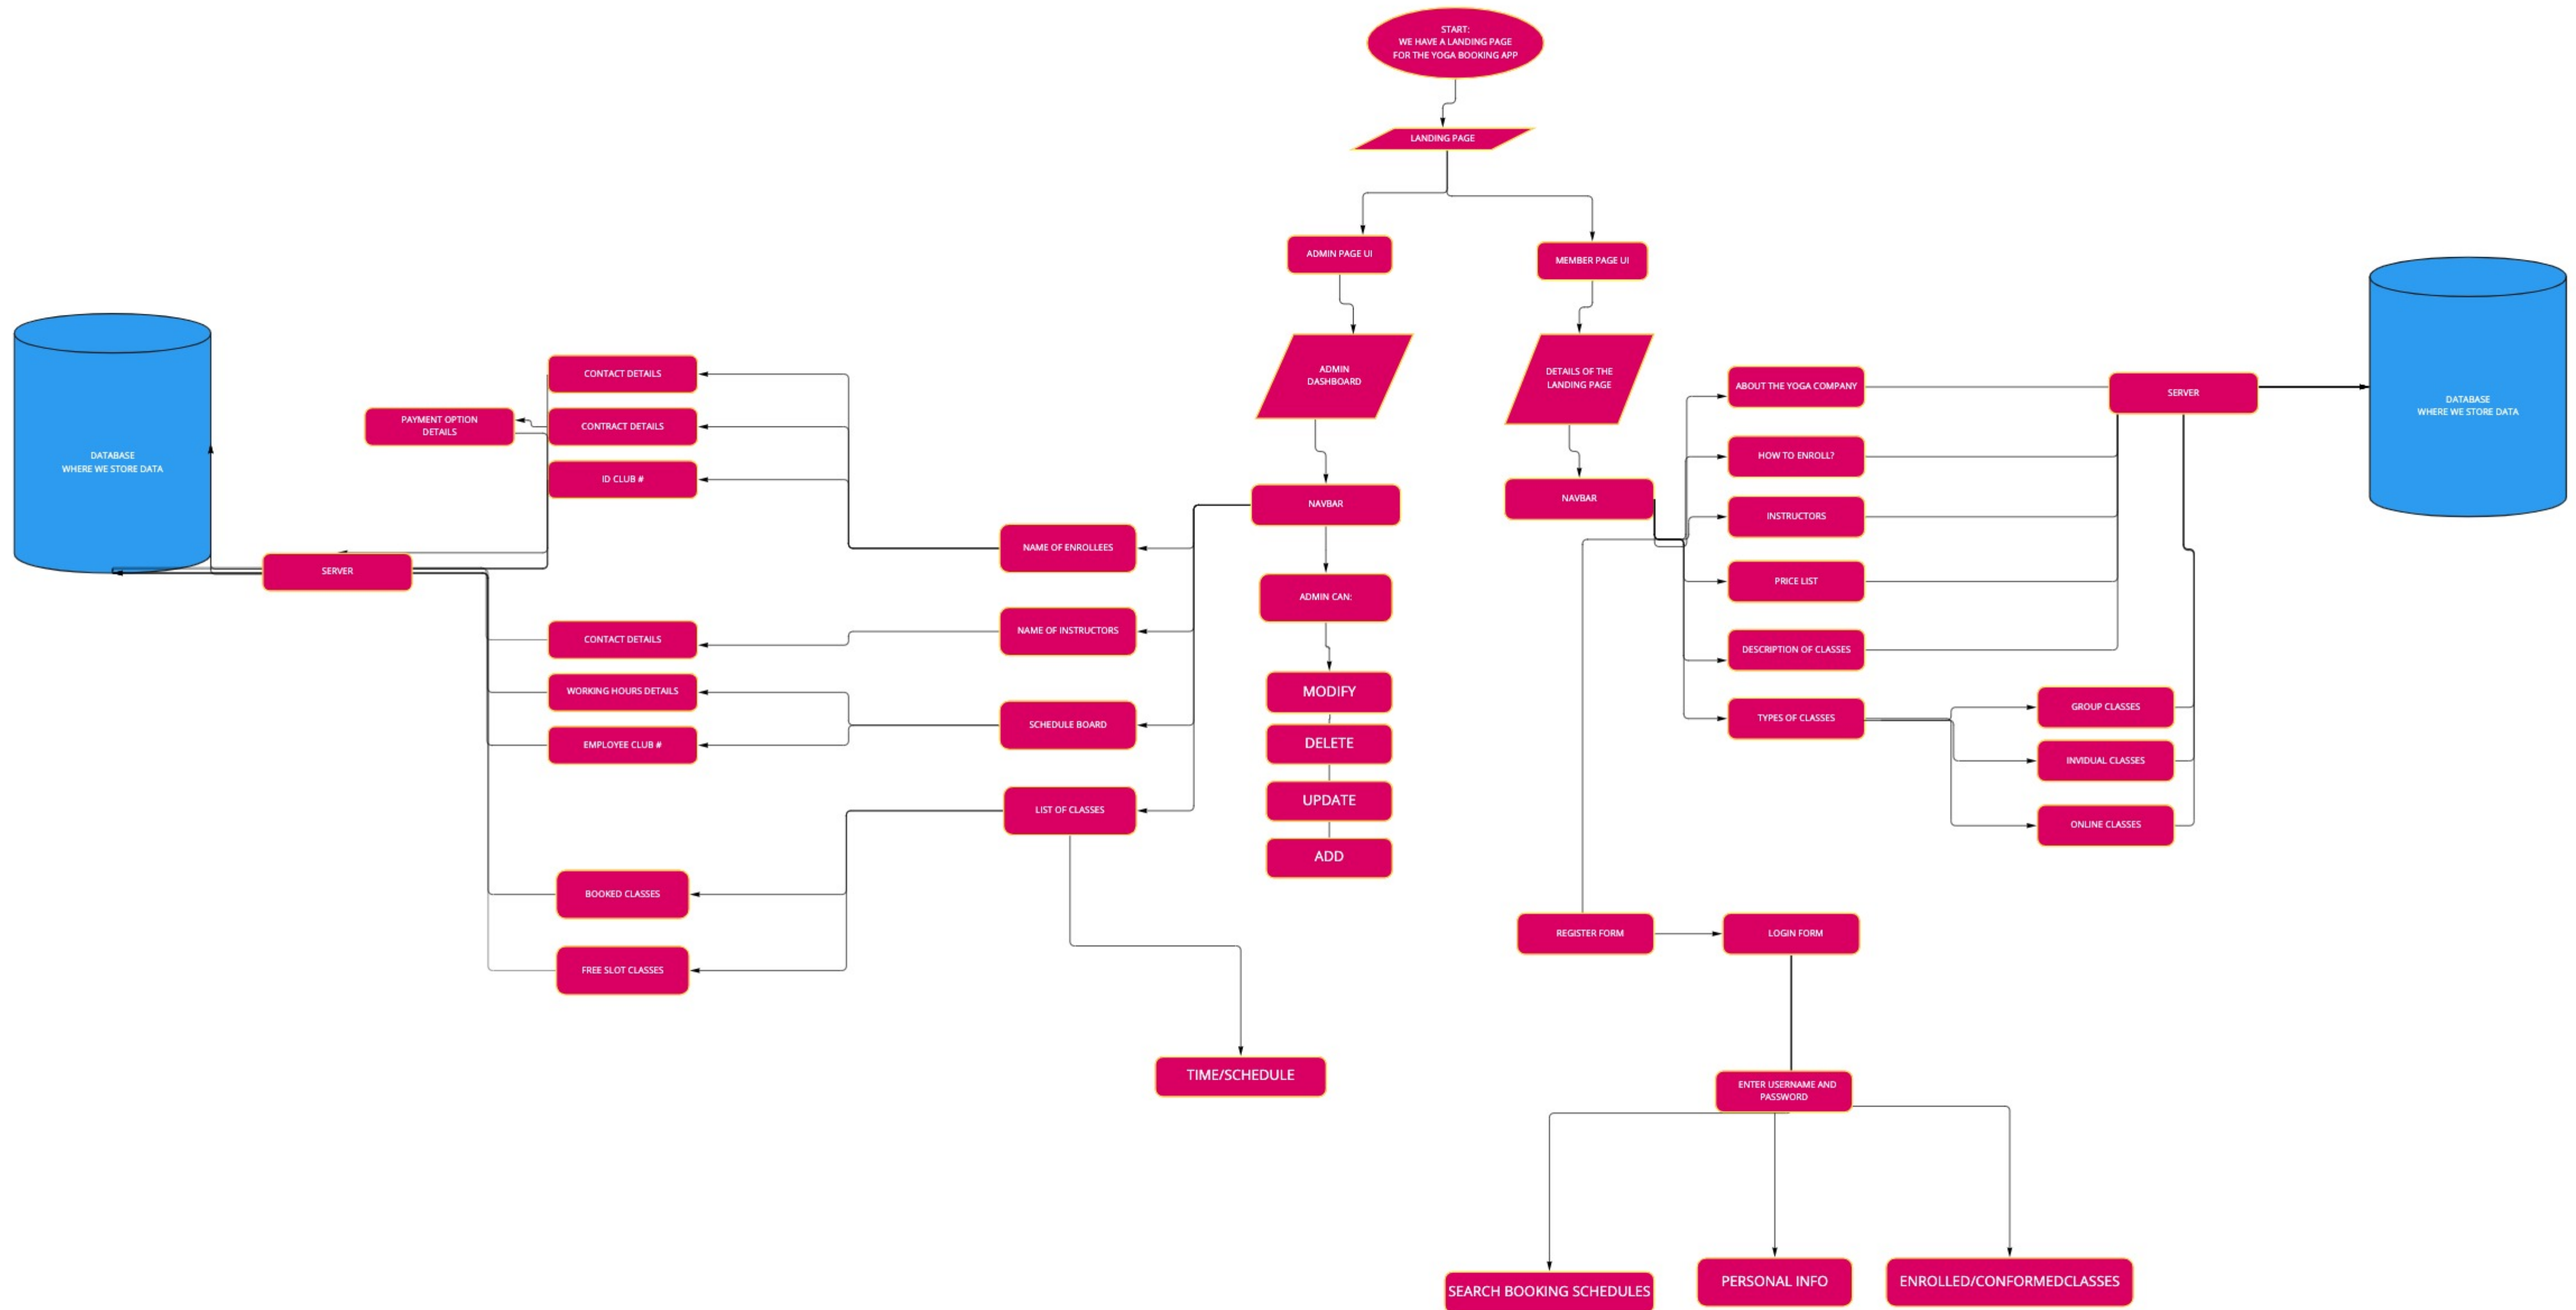 START:
WE HAVE A LANDING PAGE
FOR THE YOGA BOOKING APP
LANDING PAGE
ADMIN PAGE UI
MEMBER PAGE UI
ADMIN
DASHBOARD
DETAILS OF THE
LANDING PAGE
NAVBAR
ADMIN CAN:
MODIFY
DELETE
UPDATE
ADD
NAME OF ENROLLEES
NAME OF INSTRUCTORS
SCHEDULE BOARD
LIST OF CLASSES
TIME/SCHEDULE
CONTACT DETAILS
CONTRACT DETAILS
ID CLUB #
PAYMENT OPTION
DETAILS
CONTACT DETAILS
WORKING HOURS DETAILS
EMPLOYEE CLUB #
BOOKED CLASSES
FREE SLOT CLASSES
SERVER
DATABASE
WHERE WE STORE DATA
NAVBAR
ABOUT THE YOGA COMPANY
HOW TO ENROLL?
INSTRUCTORS
PRICE LIST
DESCRIPTION OF CLASSES
TYPES OF CLASSES
GROUP CLASSES
INVIDUAL CLASSES
ONLINE CLASSES
SERVER
DATABASE
WHERE WE STORE DATA
REGISTER FORM
LOGIN FORM
ENTER USERNAME AND
PASSWORD
SEARCH BOOKING SCHEDULES
PERSONAL INFO
ENROLLED/CONFORMEDCLASSES